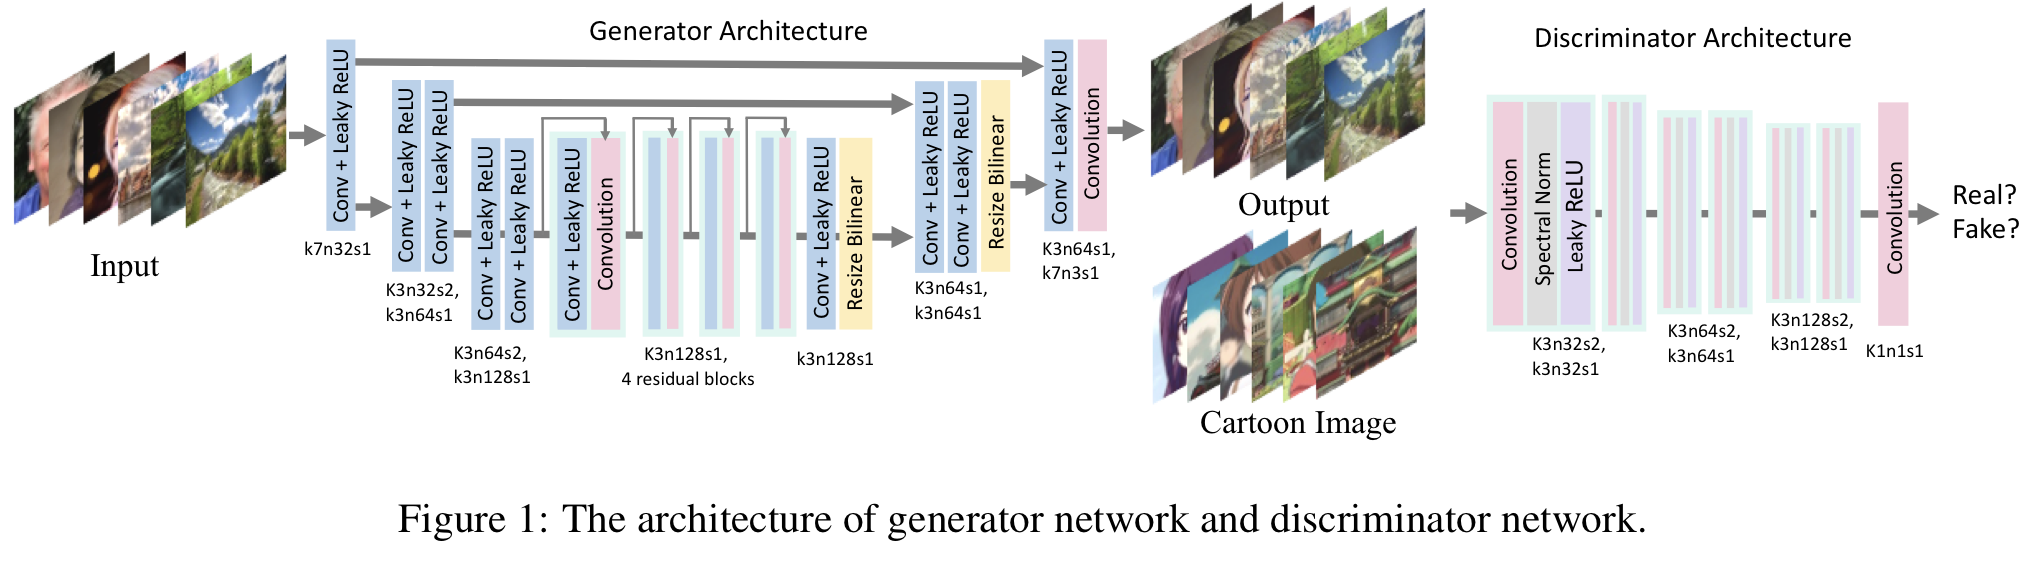 Generator Architecture
Discriminator Architecture
Input
Conv + Leaky ReLU
k7n32s1
Conv + Leaky ReLU
Conv + Leaky ReLU
K3n32s2,
k3n64s1
Conv + Leaky ReLU
Conv + Leaky ReLU
K3n64s2,
k3n128s1
Conv + Leaky ReLU
Convolution
K3n128s1,
4 residual blocks
Conv + Leaky ReLU
Resize Bilinear
k3n128s1
Conv + Leaky ReLU
Conv + Leaky ReLU
Resize Bilinear
K3n64s1,
k3n64s1
Conv + Leaky ReLU
Convolution
K3n64s1,
k7n3s1
Output
Cartoon Image
Convolution
Spectral Norm
Leaky ReLU
K3n32s2,
k3n32s1
K3n64s2,
k3n64s1
K3n128s2,
k3n128s1
Convolution
K1n1s1
Real?
Fake?
Figure 1: The architecture of generator network and discriminator network.